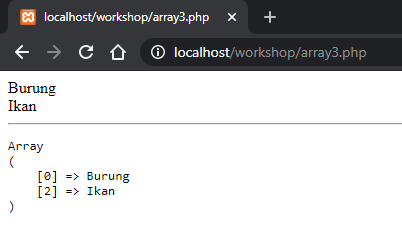 localhost/workshop/array3.php
localhost/workshop/array3.php
Burung
Ikan
Array
(
    [0] => Burung
    [2] => Ikan
)